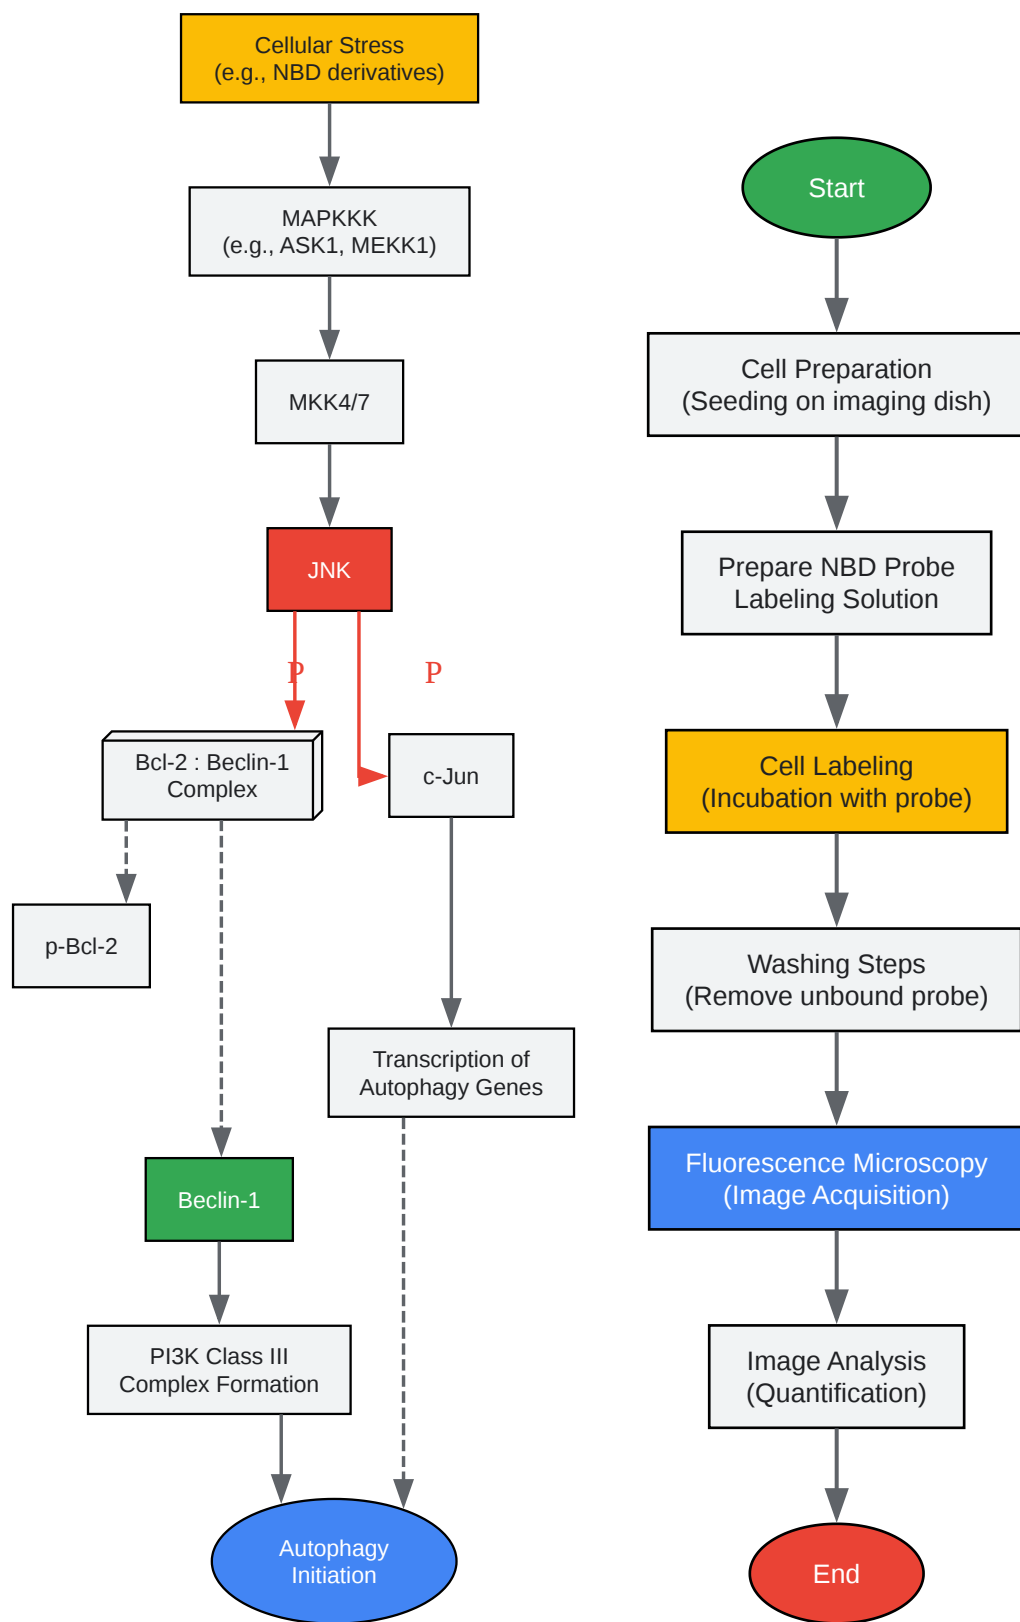 Cellular Stress
(e.g., NBD derivatives)
MAPKKK
(e.g., ASK1, MEKK1)
MKK4/7
JNK
P
P
Bcl-2 : Beclin-1
Complex
c-Jun
p-Bcl-2
Transcription of
Autophagy Genes
Beclin-1
PI3K Class III
Complex Formation
Autophagy
Initiation
Start
Cell Preparation
(Seeding on imaging dish)
Prepare NBD Probe
Labeling Solution
Cell Labeling
(Incubation with probe)
Washing Steps
(Remove unbound probe)
Fluorescence Microscopy
(Image Acquisition)
Image Analysis
(Quantification)
End